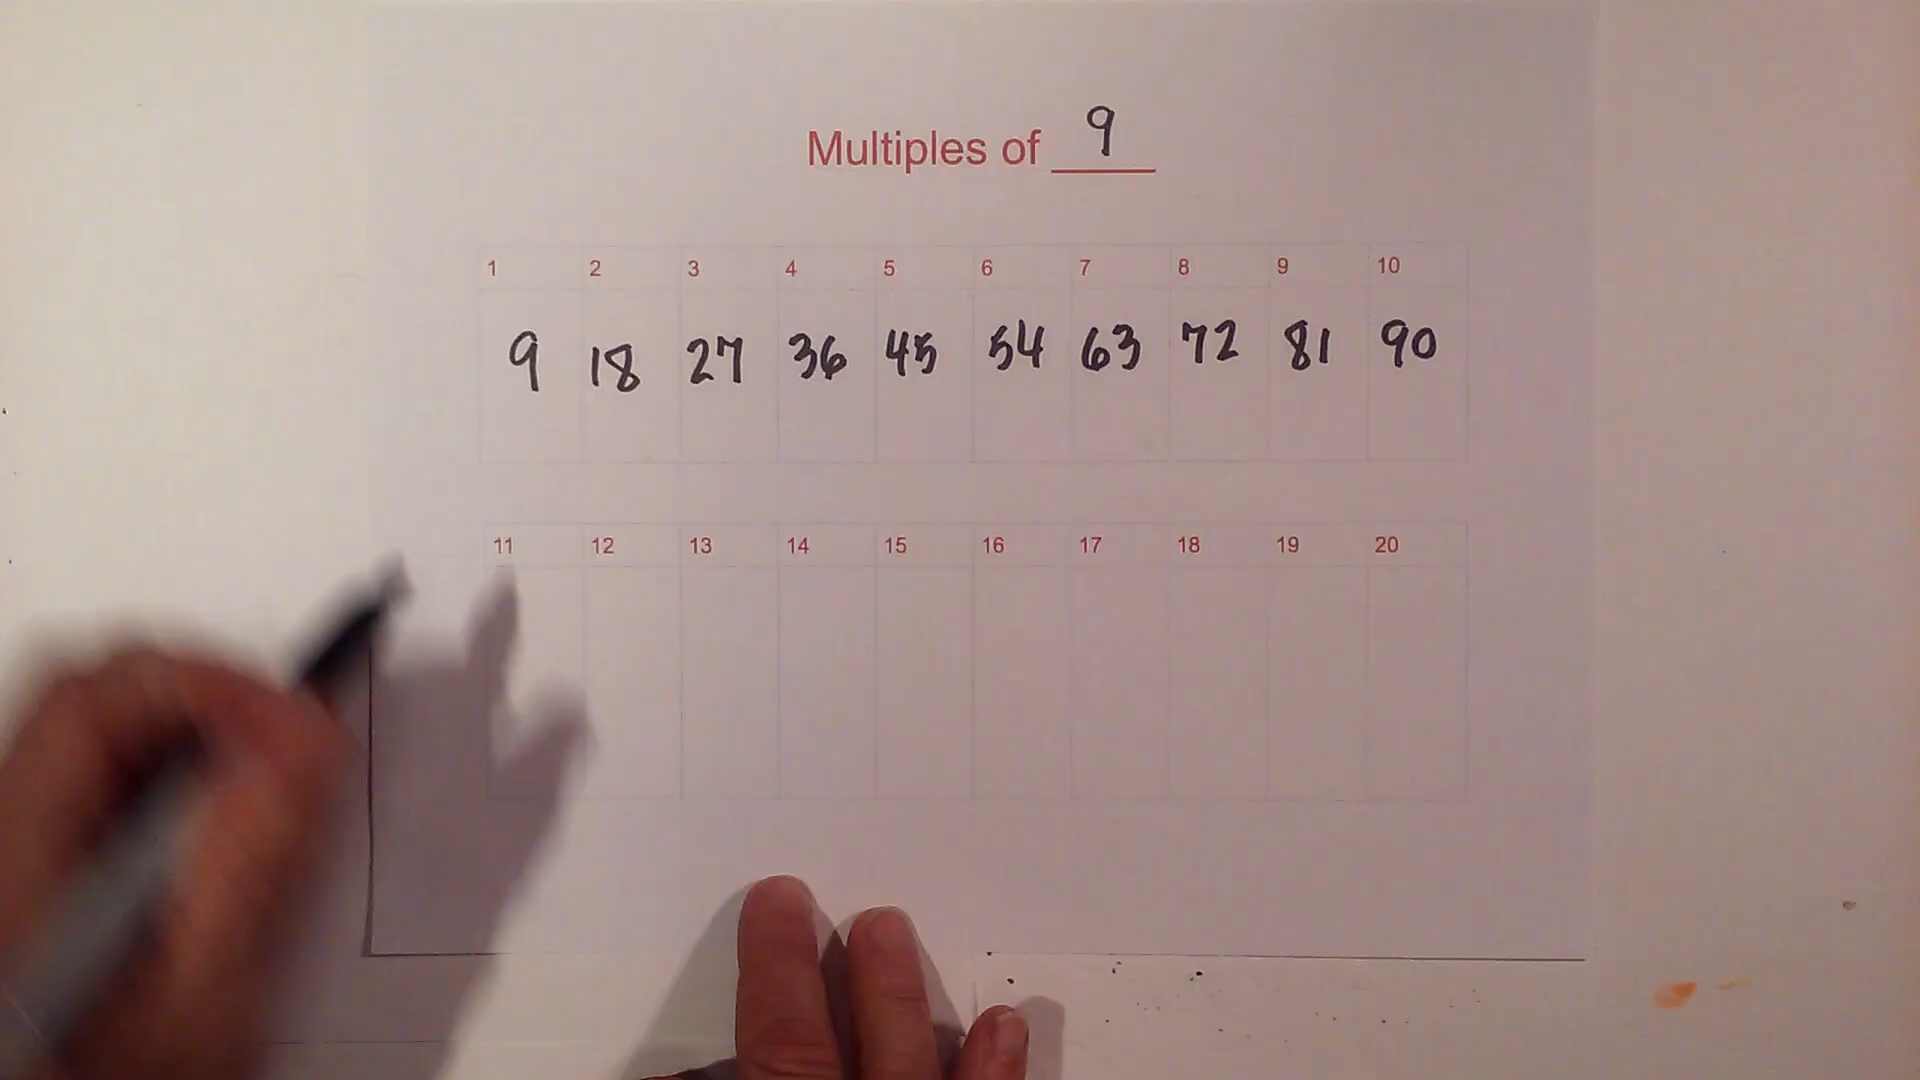 Multiples of 9
1 2 3 4 5 6 7 8 9 10
9 18 27 36 45 54 63 72 81 90
11 12 13 14 15 16 17 18 19 20